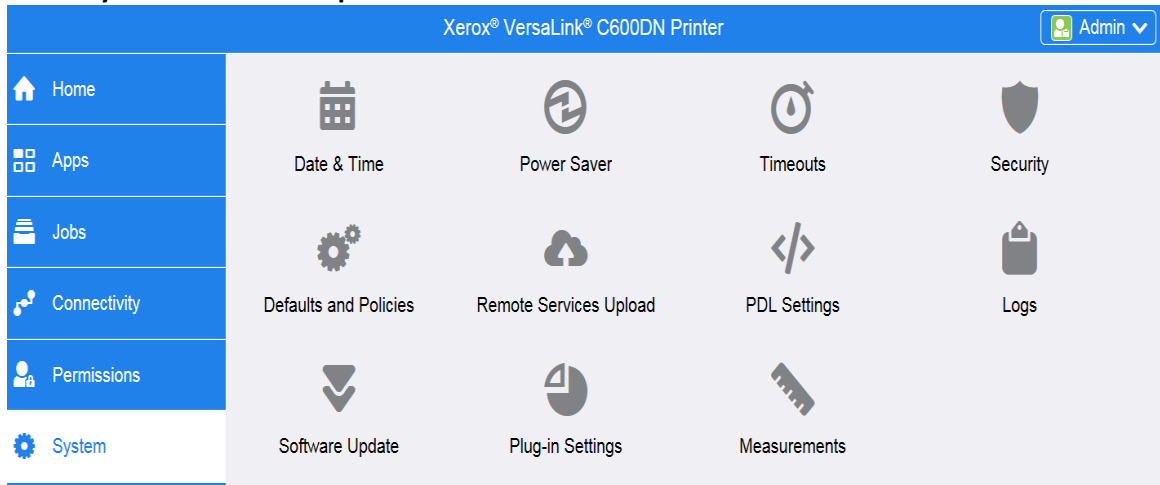 Xerox® VersaLink® C600DN Printer
Admin
Home
Apps
Jobs
Connectivity
Permissions
System
Date & Time
Power Saver
Timeouts
Security
Defaults and Policies
Remote Services Upload
PDL Settings
Logs
Software Update
Plug-in Settings
Measurements